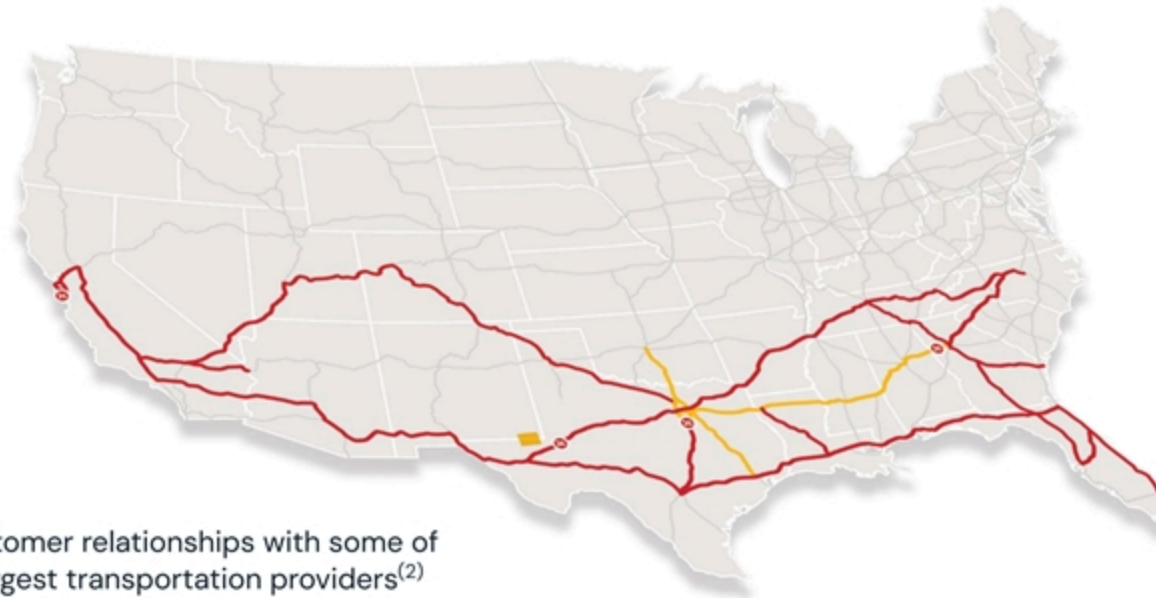 tomer relationships with some of
gest transportation providers(2)